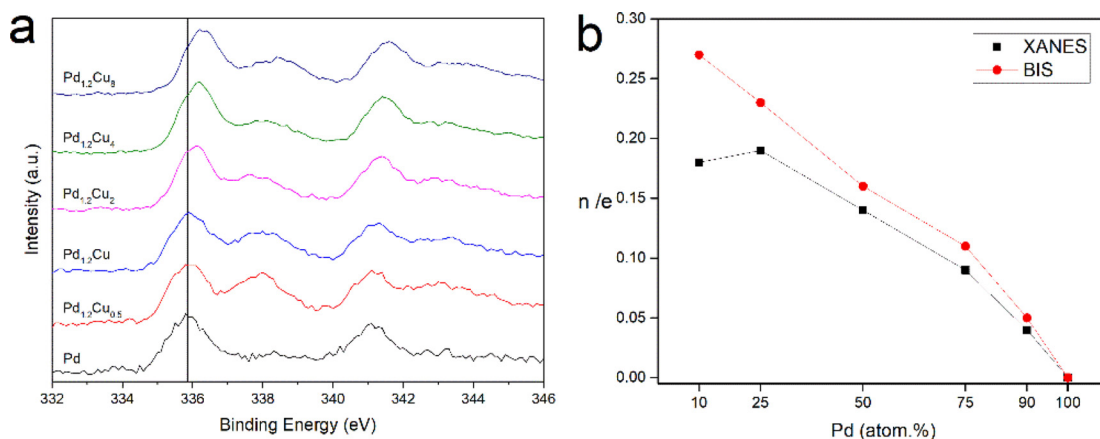 a
Intensity (a.u.)
Pd1.2Cu8
Pd1.2Cu4
Pd1.2Cu2
Pd1.2Cu
Pd1.2Cu0.5
Pd
332 334 336 338 340 342 344 346
Binding Energy (eV)
b
XANES
BIS
n /e
0.30
0.25
0.20
0.15
0.10
0.05
0.00
10 25 50 75 90 100
Pd (atom.%)